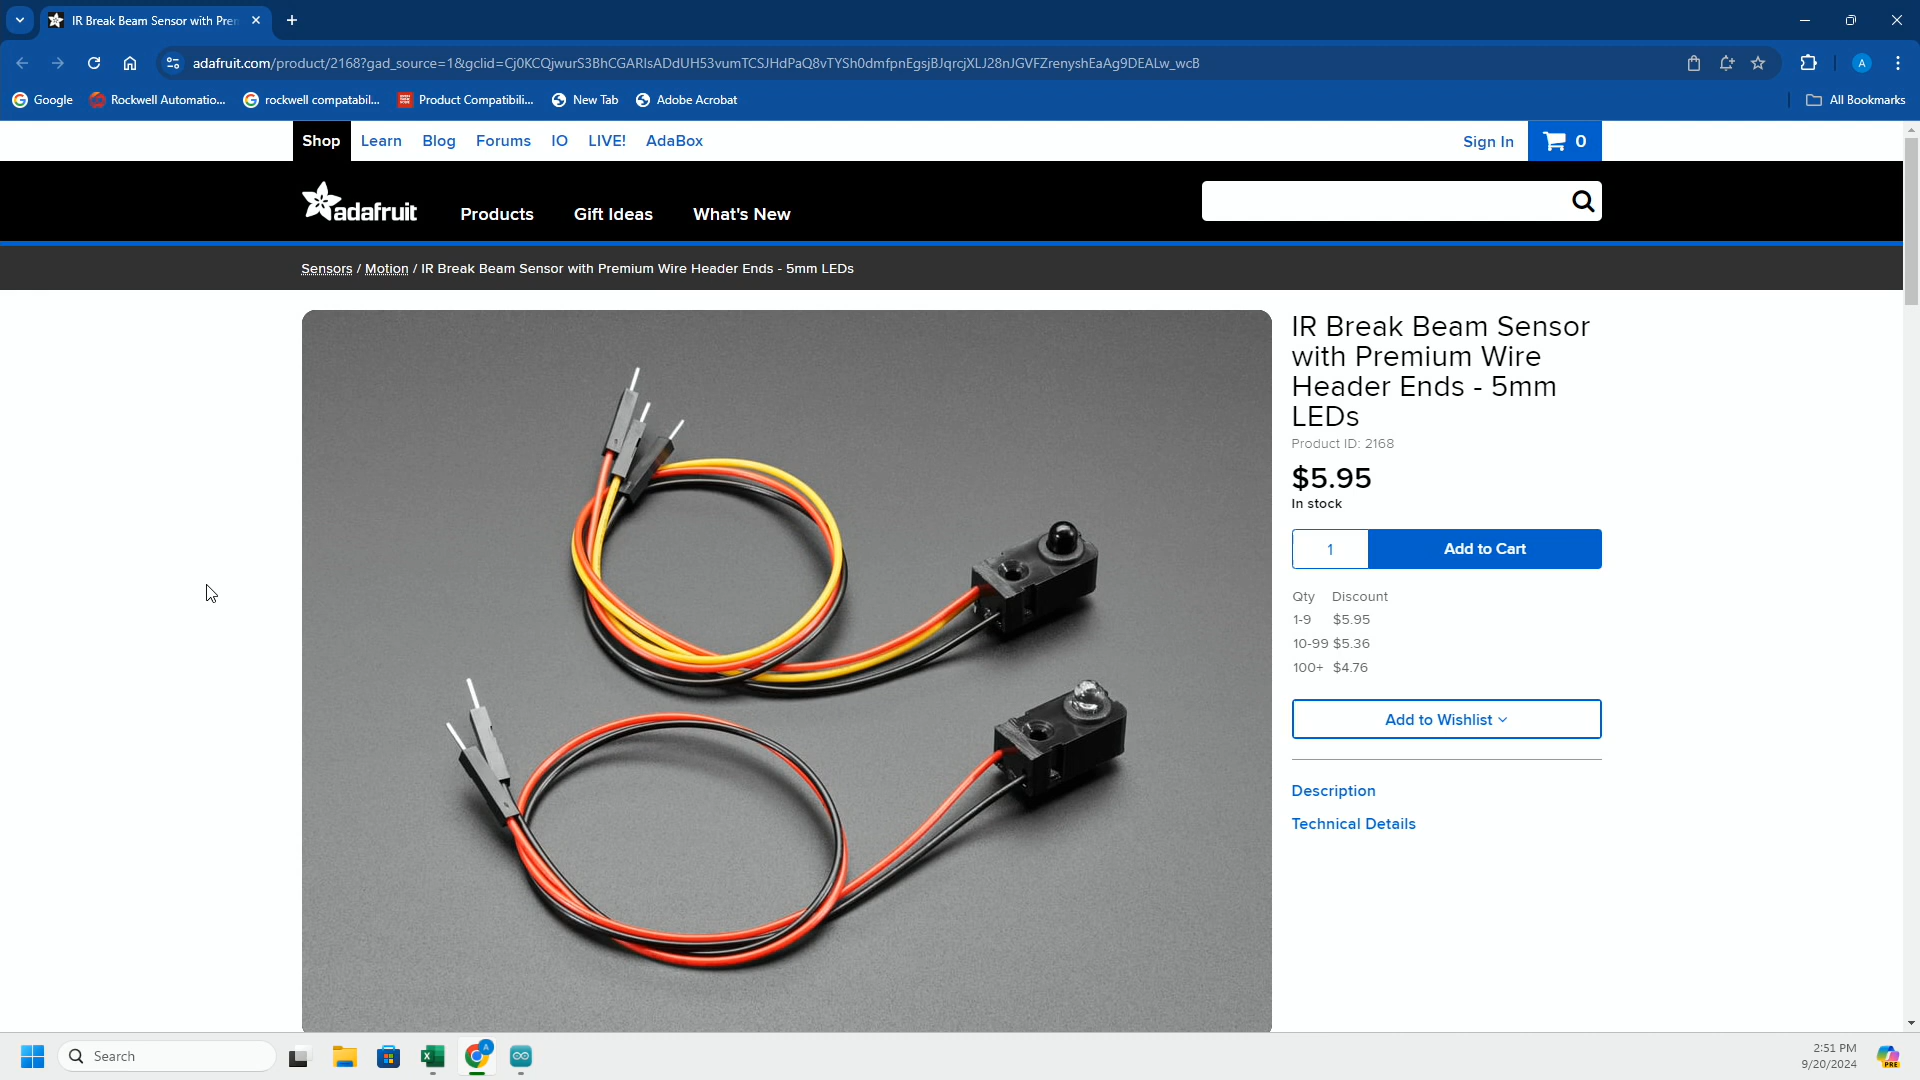 IR Break Beam Sensor with Prem
adafruit.com/product/2168?gad_source=1&gclid=Cj0KCQjwurS3BhCGARIsADdUH53vumTCSJHdPaQ8vTYSh0dmfpnEgsjBJqrcjXLJ28nJGVFZrenyshEaAg9DEALw_wcB
A
Google Rockwell Automatio... rockwell compatabil... Product Compatibili... New Tab Adobe Acrobat All Bookmarks
Shop Learn Blog Forums IO LIVE! AdaBox Sign In 0
adafruit Products Gift Ideas What's New
Sensors / Motion / IR Break Beam Sensor with Premium Wire Header Ends - 5mm LEDs
IR Break Beam Sensor
with Premium Wire
Header Ends - 5mm
LEDs
Product ID: 2168
$5.95
In stock
1 Add to Cart
Qty Discount
1-9 $5.95
10-99 $5.36
100+ $4.76
Add to Wishlist
Description
Technical Details
Search
2:51 PM
9/20/2024
PRE